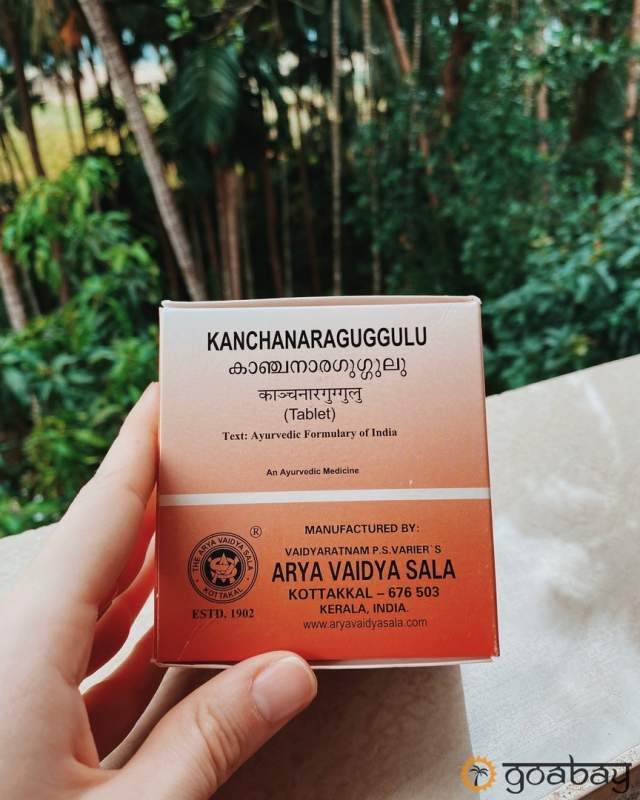 KANCHANARAGUGGULU
കാഞ്ചനാരഗുഗ്ഗുലു
काञ्चनारगुग्गुलु
(Tablet)
Text: Ayurvedic Formulary of India
An Ayurvedic Medicine
®
THE ARYA VAIDYA SALA
KOTTAKAL
ESTD. 1902
MANUFACTURED BY:
VAIDYARATNAM P.S.VARIER`S
ARYA VAIDYA SALA
KOTTAKKAL – 676 503
KERALA, INDIA.
www.aryavaidyasala.com
goabay